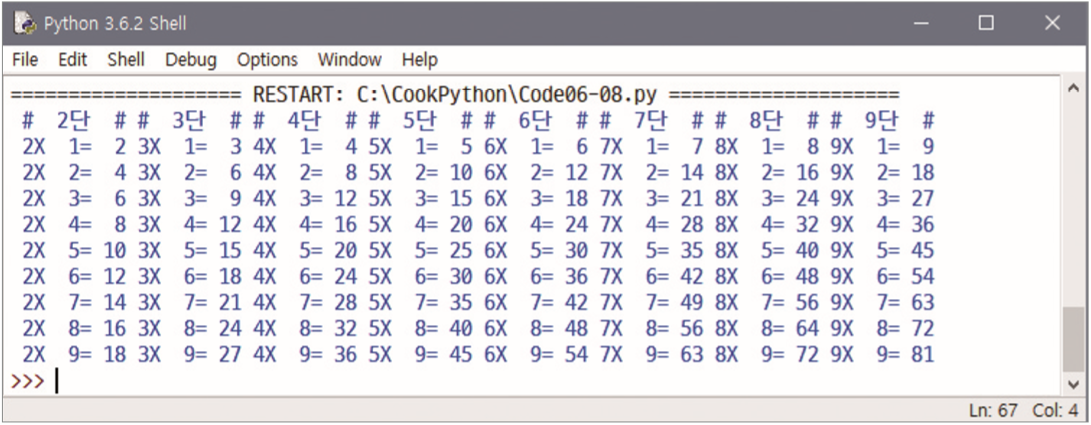 Python 3.6.2 Shell
File Edit Shell Debug Options Window Help
==================== RESTART: C:\CookPython\Code06-08.py ====================
 #  2단  # #  3단  # #  4단  # #  5단  # #  6단  # #  7단  # #  8단  # #  9단  #
 2X  1=  2 3X  1=  3 4X  1=  4 5X  1=  5 6X  1=  6 7X  1=  7 8X  1=  8 9X  1=  9
 2X  2=  4 3X  2=  6 4X  2=  8 5X  2= 10 6X  2= 12 7X  2= 14 8X  2= 16 9X  2= 18
 2X  3=  6 3X  3=  9 4X  3= 12 5X  3= 15 6X  3= 18 7X  3= 21 8X  3= 24 9X  3= 27
 2X  4=  8 3X  4= 12 4X  4= 16 5X  4= 20 6X  4= 24 7X  4= 28 8X  4= 32 9X  4= 36
 2X  5= 10 3X  5= 15 4X  5= 20 5X  5= 25 6X  5= 30 7X  5= 35 8X  5= 40 9X  5= 45
 2X  6= 12 3X  6= 18 4X  6= 24 5X  6= 30 6X  6= 36 7X  6= 42 8X  6= 48 9X  6= 54
 2X  7= 14 3X  7= 21 4X  7= 28 5X  7= 35 6X  7= 42 7X  7= 49 8X  7= 56 9X  7= 63
 2X  8= 16 3X  8= 24 4X  8= 32 5X  8= 40 6X  8= 48 7X  8= 56 8X  8= 64 9X  8= 72
 2X  9= 18 3X  9= 27 4X  9= 36 5X  9= 45 6X  9= 54 7X  9= 63 8X  9= 72 9X  9= 81
>>>
Ln: 67 Col: 4